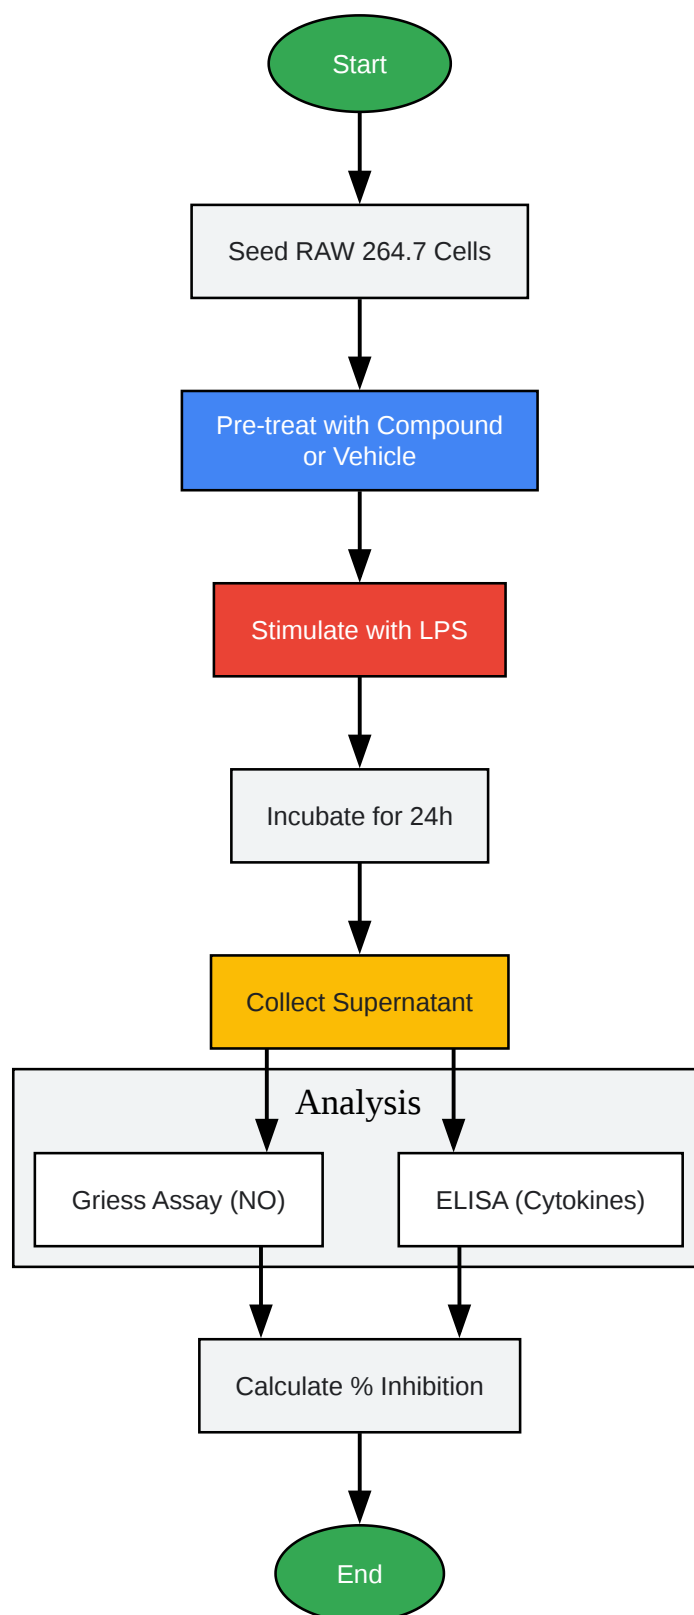 Start
Seed RAW 264.7 Cells
Pre-treat with Compound
or Vehicle
Stimulate with LPS
Incubate for 24h
Collect Supernatant
Analysis
Griess Assay (NO)
ELISA (Cytokines)
Calculate % Inhibition
End